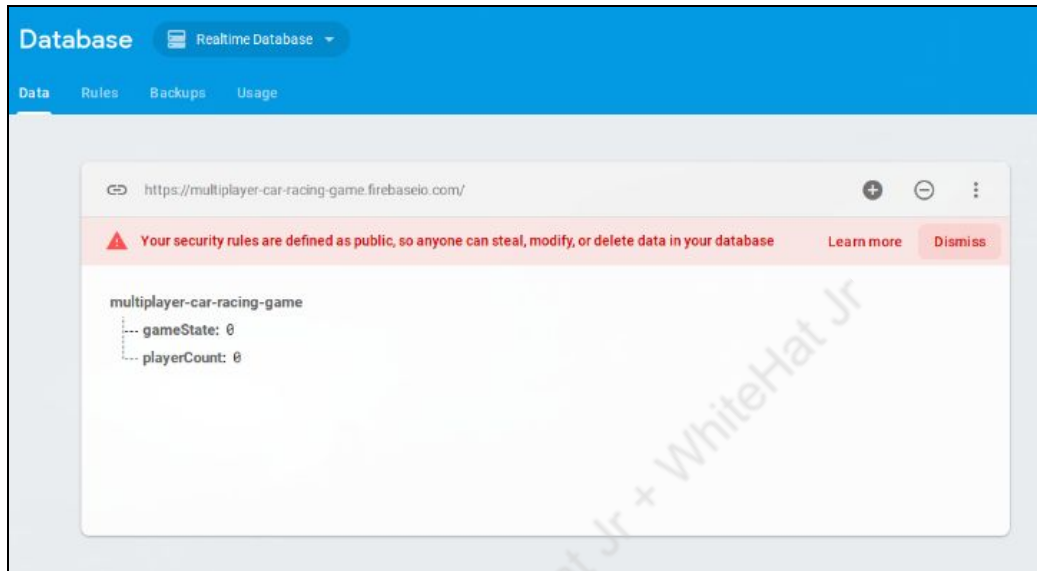 Database Realtime Database
Data Rules Backups Usage
https://multiplayer-car-racing-game.firebaseio.com/
Your security rules are defined as public, so anyone can steal, modify, or delete data in your database Learn more Dismiss
multiplayer-car-racing-game
gameState: 0
playerCount: 0
Jr + WhiteHat Jr